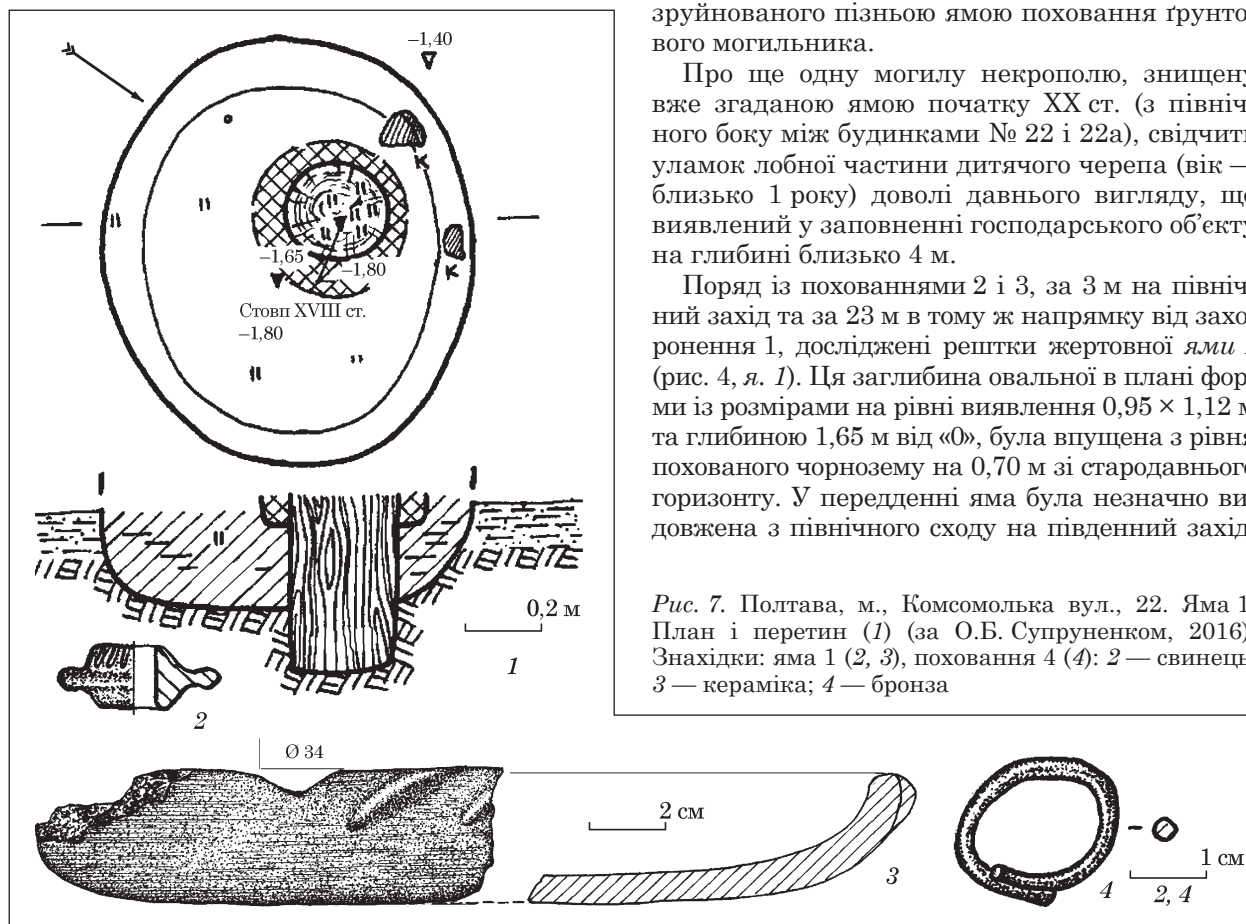 зруйнованого пізньою ямою поховання ґрунто
вого могильника.
Про ще одну могилу некрополю, знищену
вже згаданою ямою початку ХХ ст. (з північ
ного боку між будинками № 22 і 22а), свідчить
уламок лобної частини дитячого черепа (вік —
близько 1 року) доволі давнього вигляду, що
виявлений у заповненні господарського об’єкту
на глибині близько 4 м.
Поряд із похованнями 2 і 3, за 3 м на північ
ний захід та за 23 м в тому ж напрямку від захо
ронення 1, досліджені рештки жертовної ями
(рис. 4, я. 1). Ця заглибина овальної в плані фор
ми із розмірами на рівні виявлення 0,95 × 1,12 м
та глибиною 1,65 м від «0», була впущена з рівня
похованого чорнозему на 0,70 м зі стародавнього
горизонту. У передденні яма була незначно ви
довжена з північного сходу на південний захід
–1,40
к
к
–1,65
–1,80
Стовп XVIII ст.
–1,80
0,2 м
1
2
Рис. 7. Полтава, м., Комсомолька вул., 22. Яма 1
План і перетин (1) (за О.Б. Супруненком, 2016)
Знахідки: яма 1 (2, 3), поховання 4 (4): 2 — свинець
3 — кераміка; 4 — бронза
Ø 34
2 см
3
4
1 см
2, 4